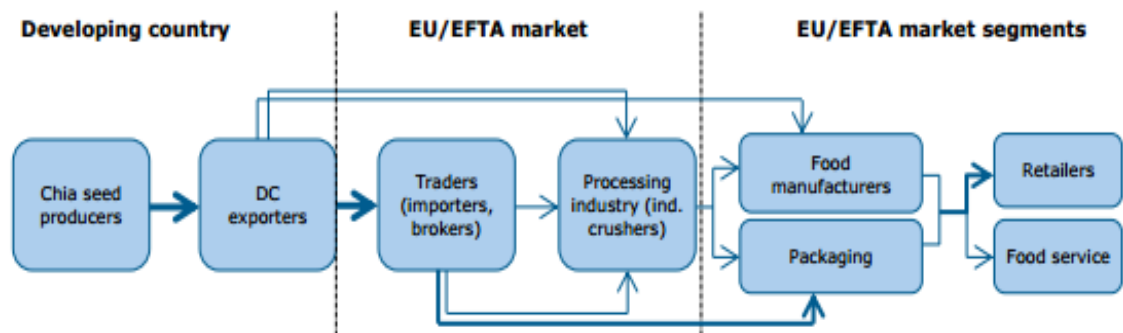 Developing country
EU/EFTA market
EU/EFTA market segments
Chia seed
producers
DC
exporters
Traders
(importers,
brokers)
Processing
industry (ind.
crushers)
Food
manufacturers
Packaging
Retailers
Food service